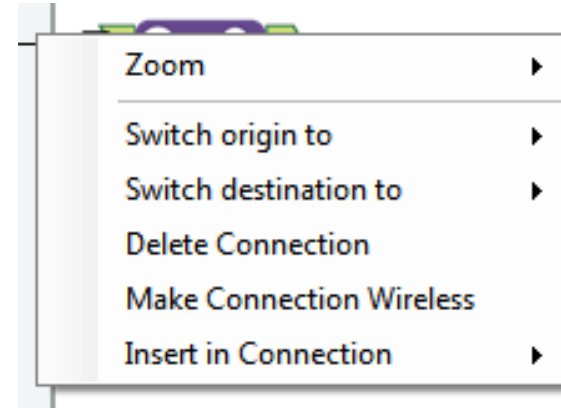 Zoom
Switch origin to
Switch destination to
Delete Connection
Make Connection Wireless
Insert in Connection